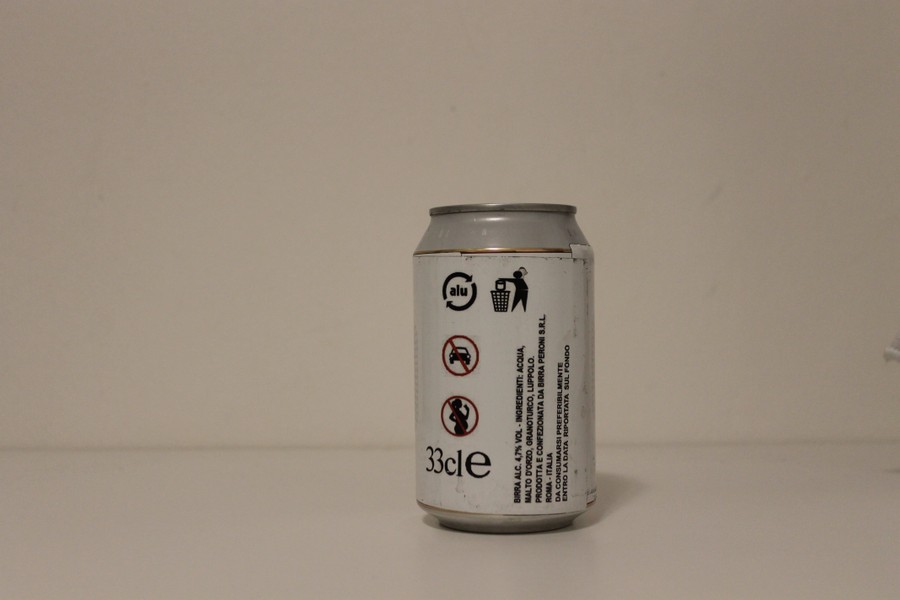 alu
33cl e
BIRRA ALC. 4,7% VOL - INGREDIENTI: ACQUA,
MALTO D'ORZO, GRANOTURCO, LUPPOLO.
PRODOTTA E CONFEZIONATA DA BIRRA PERONI S.R.L.
ROMA - ITALIA
DA CONSUMARSI PREFERIBILMENTE
ENTRO LA DATA RIPORTATA SUL FONDO